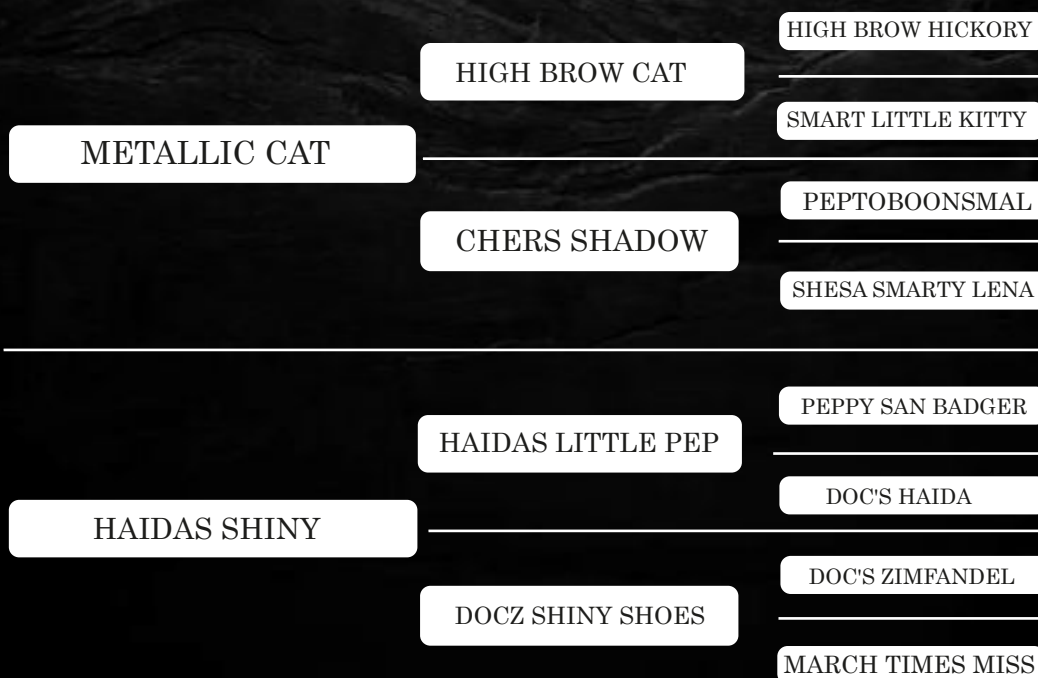 HIGH BROW HICKORY
HIGH BROW CAT
SMART LITTLE KITTY
METALLIC CAT
PEPTOBOONSMAL
CHERS SHADOW
SHESA SMARTY LENA
PEPPY SAN BADGER
HAIDAS LITTLE PEP
DOC'S HAIDA
HAIDAS SHINY
DOC'S ZIMFANDEL
DOCZ SHINY SHOES
MARCH TIMES MISS